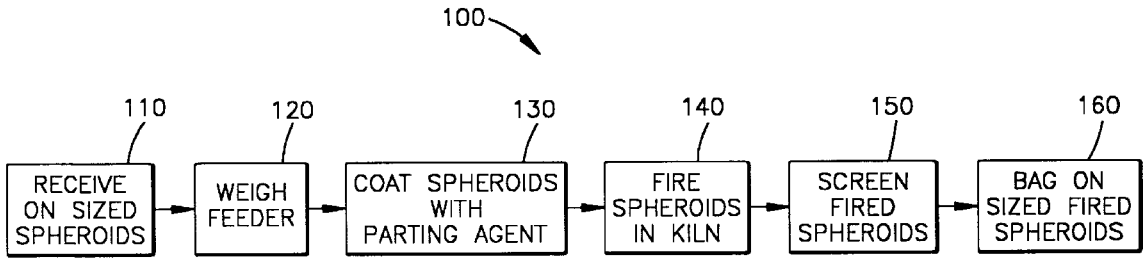 100
110
120
130
140
150
160
RECEIVE
ON SIZED
SPHEROIDS
WEIGH
FEEDER
COAT SPHEROIDS
WITH
PARTING AGENT
FIRE
SPHEROIDS
IN KILN
SCREEN
FIRED
SPHEROIDS
BAG ON
SIZED FIRED
SPHEROIDS